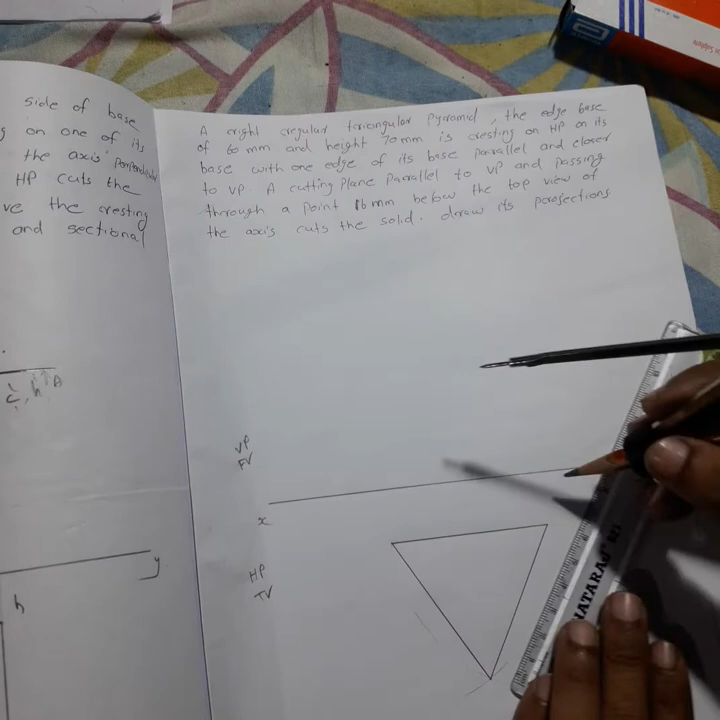 side of base
on one of its
the axis perpendicular
HP cuts the
ve the cresting
and sectional
A right regular triangular pyramid, the edge base
of 60 mm and height 70 mm is cresting on HP on its
base with one edge of its base parallel and closer
to VP. A cutting Plane Parallel to VP and passing
through a point 16 mm below the top view of
the axis cuts the solid. draw its porojections
VP
FV
x
HP
TV
y
h
NATARAJ 621